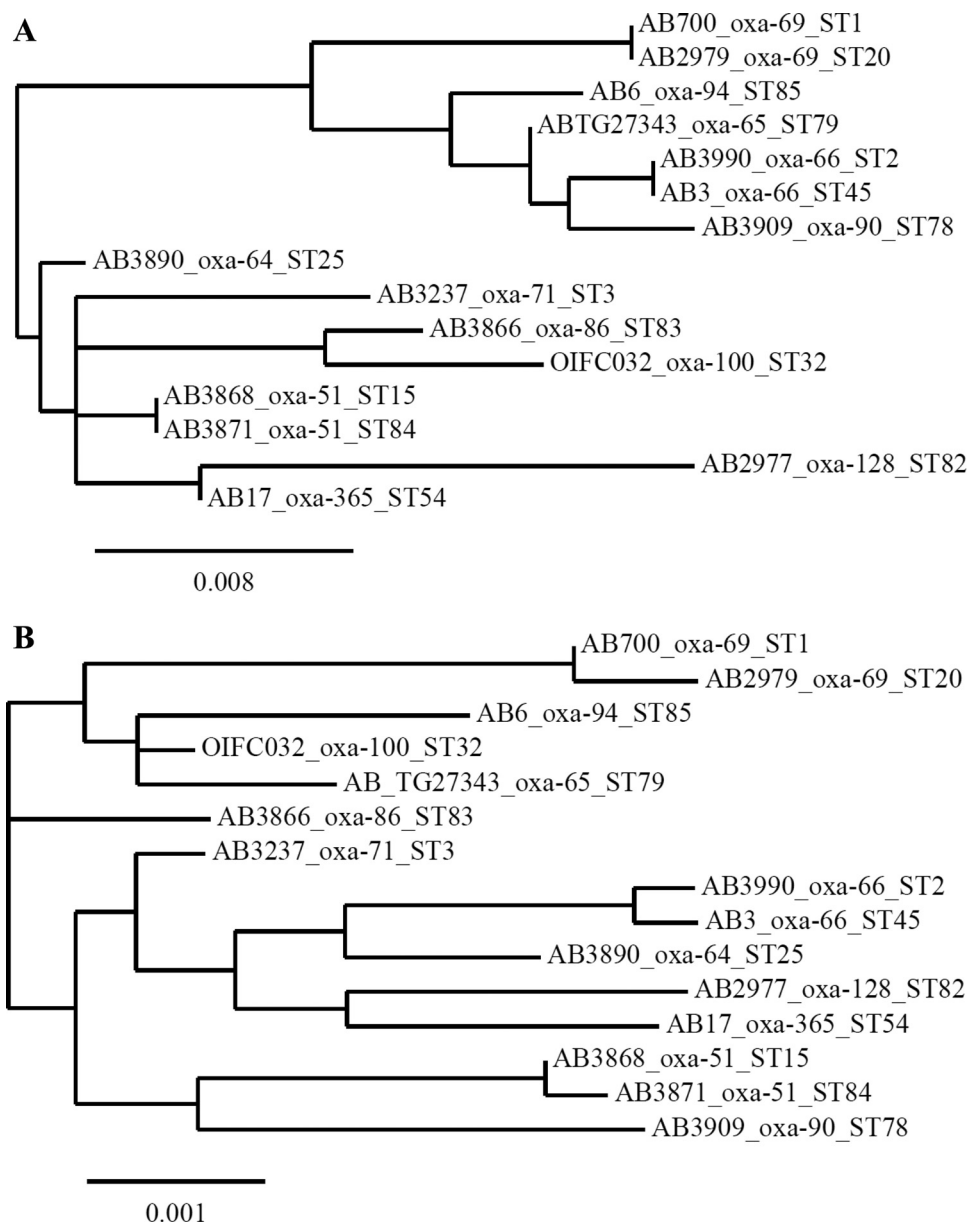 A
AB700_oxa-69_ST1
AB2979_oxa-69_ST20
AB6_oxa-94_ST85
ABTG27343_oxa-65_ST79
AB3990_oxa-66_ST2
AB3_oxa-66_ST45
AB3909_oxa-90_ST78
AB3890_oxa-64_ST25
AB3237_oxa-71_ST3
AB3866_oxa-86_ST83
OIFC032_oxa-100_ST32
AB3868_oxa-51_ST15
AB3871_oxa-51_ST84
AB2977_oxa-128_ST82
AB17_oxa-365_ST54
0.008
B
AB700_oxa-69_ST1
AB2979_oxa-69_ST20
AB6_oxa-94_ST85
OIFC032_oxa-100_ST32
AB_TG27343_oxa-65_ST79
AB3866_oxa-86_ST83
AB3237_oxa-71_ST3
AB3990_oxa-66_ST2
AB3_oxa-66_ST45
AB3890_oxa-64_ST25
AB2977_oxa-128_ST82
AB17_oxa-365_ST54
AB3868_oxa-51_ST15
AB3871_oxa-51_ST84
AB3909_oxa-90_ST78
0.001